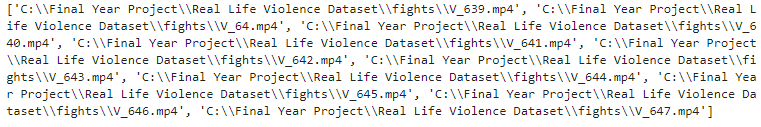 ['C:\\Final Year Project\\Real Life Violence Dataset\\fights\\V_639.mp4', 'C:\\Final Year Project\\Real L
ife Violence Dataset\\fights\\V_64.mp4', 'C:\\Final Year Project\\Real Life Violence Dataset\\fights\\V_6
40.mp4', 'C:\\Final Year Project\\Real Life Violence Dataset\\fights\\V_641.mp4', 'C:\\Final Year Project
\\Real Life Violence Dataset\\fights\\V_642.mp4', 'C:\\Final Year Project\\Real Life Violence Dataset\\fi
ghts\\V_643.mp4', 'C:\\Final Year Project\\Real Life Violence Dataset\\fights\\V_644.mp4', 'C:\\Final Yea
r Project\\Real Life Violence Dataset\\fights\\V_645.mp4', 'C:\\Final Year Project\\Real Life Violence Da
taset\\fights\\V_646.mp4', 'C:\\Final Year Project\\Real Life Violence Dataset\\fights\\V_647.mp4']